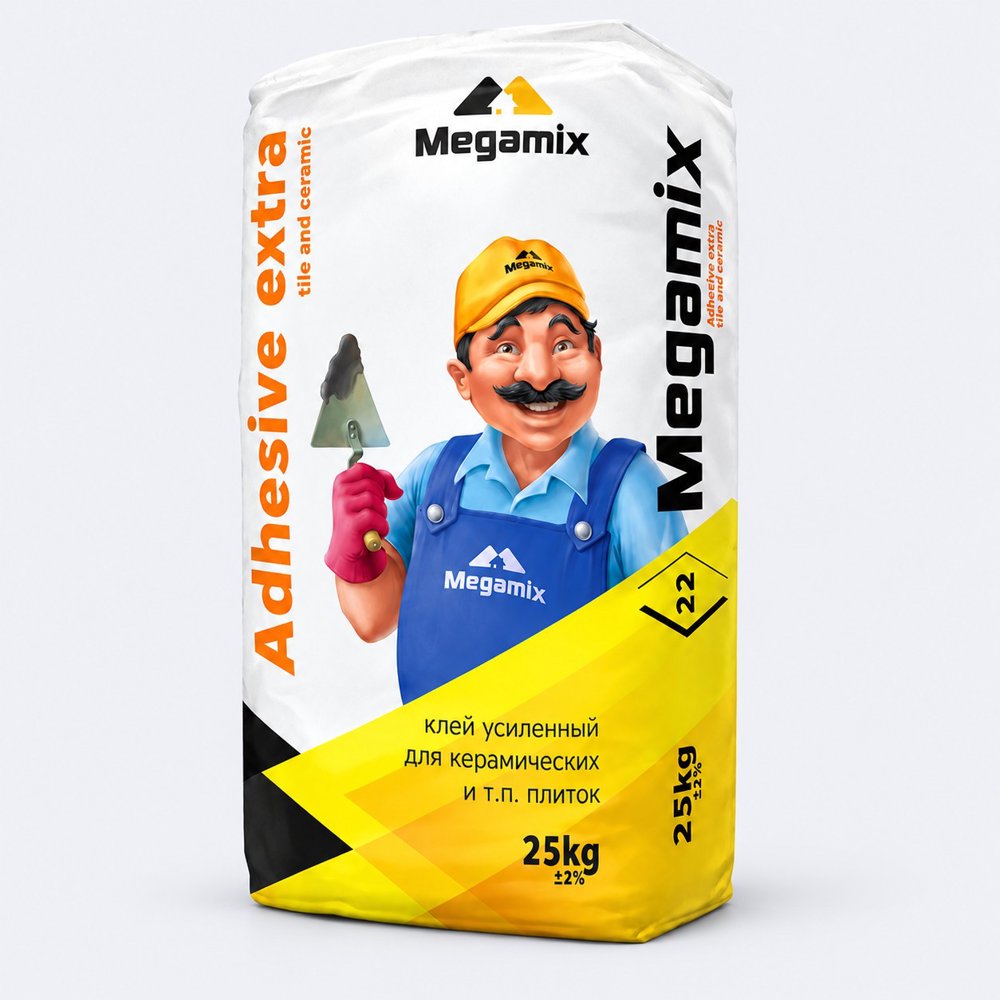 Megamix
Adhesive extra
tile and ceramic
Megamix
Megamix
клей усиленный
для керамических
и т.п. плиток
25kg
±2%
Megamix
Adheeive extra
tile and ceramic
22
25kg
±2%